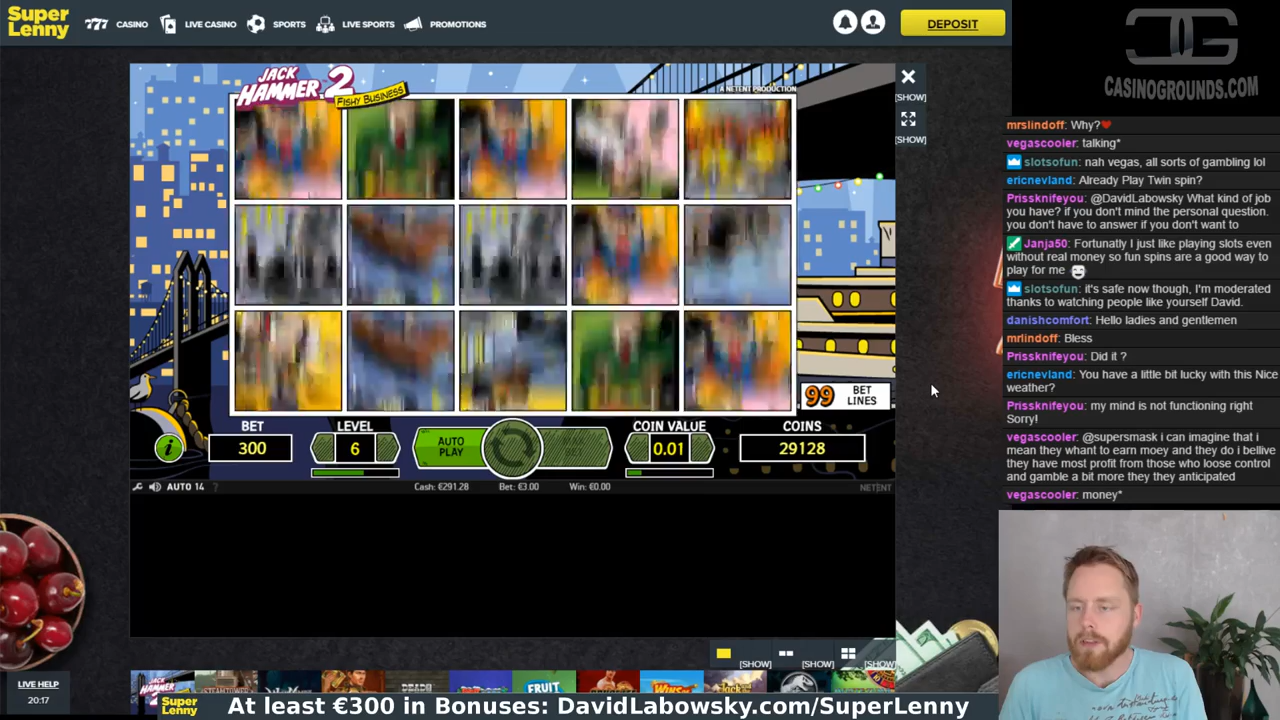 Super
Lenny
777 CASINO
LIVE CASINO
SPORTS
LIVE SPORTS
PROMOTIONS
DEPOSIT
CASINOGROUNDS.COM
JACK
HAMMER 2
FISHY BUSINESS
A NETENT PRODUCTION
[SHOW]
[SHOW]
mrslindoff: Why?
vegascooler: talking*
slotsofun: nah vegas, all sorts of gambling lol
ericnevland: Already Play Twin spin?
Prissknifeyou: @DavidLabowsky What kind of job
you have? if you don't mind the personal question.
you don't have to answer if you don't want to
Janja50: Fortunatly I just like playing slots even
without real money so fun spins are a good way to
play for me
slotsofun: it's safe now though, I'm moderated
thanks to watching people like yourself David.
danishcomfort: Hello ladies and gentlemen
mrlindoff: Bless
Prissknifeyou: Did it ?
ericnevland: You have a little bit lucky with this Nice
weather?
Prissknifeyou: my mind is not functioning right
Sorry!
vegascooler: @supersmask i can imagine that i
mean they whant to earn moey and they do i bellive
they have most profit from those who loose control
and gamble a bit more they anticipated
vegascooler: money*
99 BET
LINES
BET
300
LEVEL
6
AUTO
PLAY
COIN VALUE
0.01
COINS
29128
AUTO 14 ?
Cash: €291.28
Bet: €3.00
Win: €0.00
NETENT
[SHOW]
[SHOW]
[SHOW]
LIVE HELP
20:17
FRUIT
Super
Lenny
At least €300 in Bonuses: DavidLabowsky.com/SuperLenny